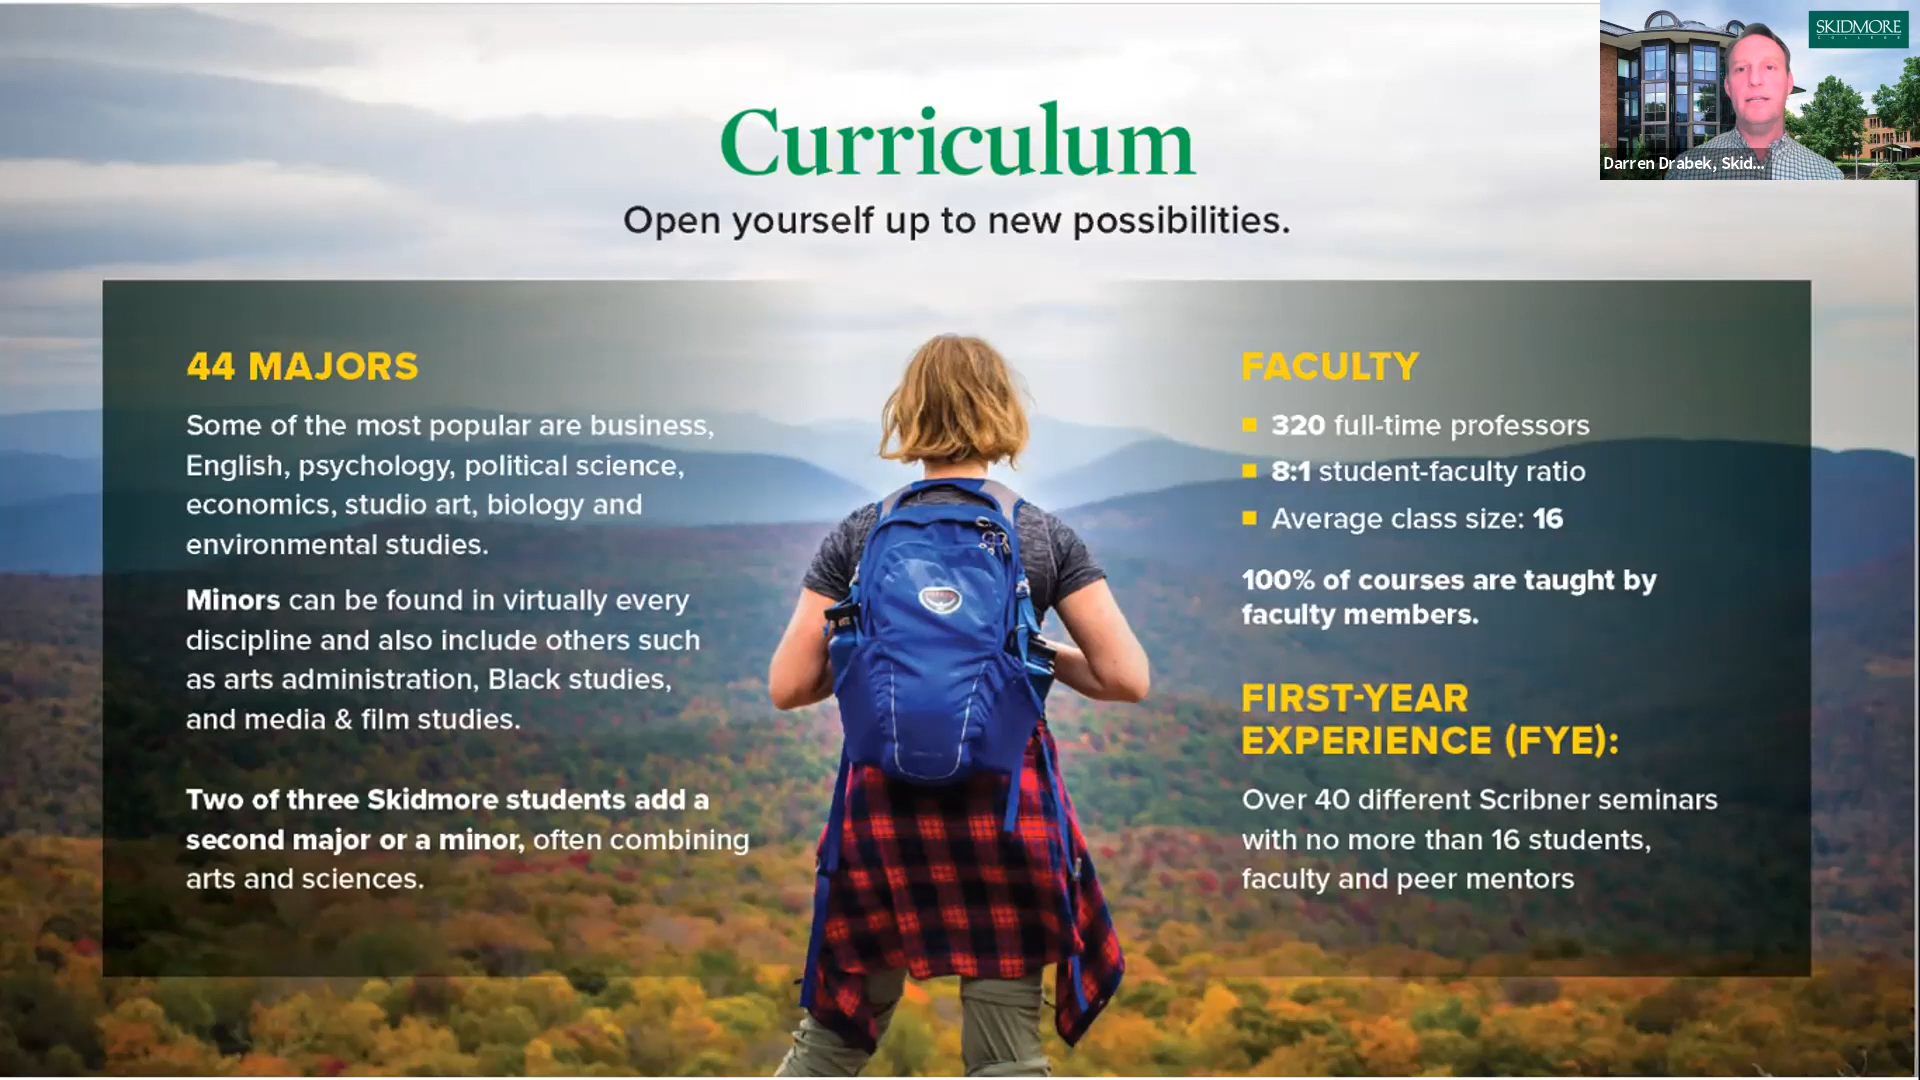 SKIDMORE
COLLEGE
Darren Drabek, Skid...
Curriculum
Open yourself up to new possibilities.
44 MAJORS
Some of the most popular are business,
English, psychology, political science,
economics, studio art, biology and
environmental studies.
Minors can be found in virtually every
discipline and also include others such
as arts administration, Black studies,
and media & film studies.
Two of three Skidmore students add a
second major or a minor, often combining
arts and sciences.
FACULTY
320 full-time professors
8:1 student-faculty ratio
Average class size: 16
100% of courses are taught by
faculty members.
FIRST-YEAR
EXPERIENCE (FYE):
Over 40 different Scribner seminars
with no more than 16 students,
faculty and peer mentors